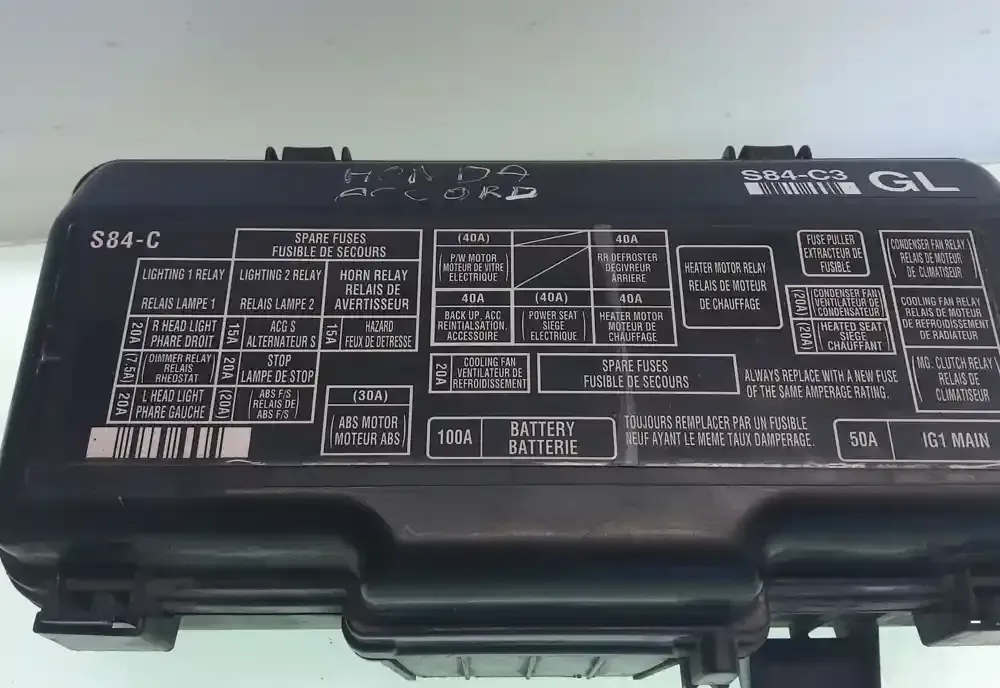 HONDA
ACCORD
S84-C3
GL
S84-C
SPARE FUSES
FUSIBLE DE SECOURS
LIGHTING 1 RELAY
RELAIS LAMPE 1
LIGHTING 2 RELAY
RELAIS LAMPE 2
HORN RELAY
RELAIS DE
AVERTISSEUR
20A
R HEAD LIGHT
PHARE DROIT
15A
ACG S
ALTERNATEUR S
15A
HAZARD
FEUX DE DETRESSE
(7.5A)
DIMMER RELAY
RELAIS
RHEOSTAT
20A
STOP
LAMPE DE STOP
20A
L HEAD LIGHT
PHARE GAUCHE
(20A)
ABS F/S
RELAIS DE
ABS F/S
(40A)
P/W MOTOR
MOTEUR DE VITRE
ELECTRIQUE
40A
RR DEFROSTER
DEGIVREUR
ARRIERE
40A
BACK UP, ACC
REINTIALSATION,
ACCESSOIRE
(40A)
POWER SEAT
SIEGE
ELECTRIQUE
40A
HEATER MOTOR
MOTEUR DE
CHAUFFAGE
20A
COOLING FAN
VENTILATEUR DE
REFROIDISSEMENT
SPARE FUSES
FUSIBLES DE SECOURS
(30A)
ABS MOTOR
MOTEUR ABS
100A
BATTERY
BATTERIE
HEATER MOTOR RELAY
RELAIS DE MOTEUR
DE CHAUFFAGE
FUSE PULLER
EXTRACTEUR DE
FUSIBLE
(20A)
CONDENSER FAN
VENTILATEUR DE
CONDENSATEUR
(20A)
HEATED SEAT
SIEGE
CHAUFFANT
CONDENSER FAN RELAY
RELAIS DE MOTEUR
DE CLIMATISEUR
COOLING FAN RELAY
RELAIS DE MOTEUR
DE REFROIDISSEMENT
DE RADIATEUR
MG. CLUTCH RELAY
RELAIS DE
CLIMATISEUR
ALWAYS REPLACE WITH A NEW FUSE
OF THE SAME AMPERAGE RATING.
TOUJOURS REMPLACER PAR UN FUSIBLE
NEUF AYANT LE MEME TAUX DAMPERAGE.
50A
IG1 MAIN